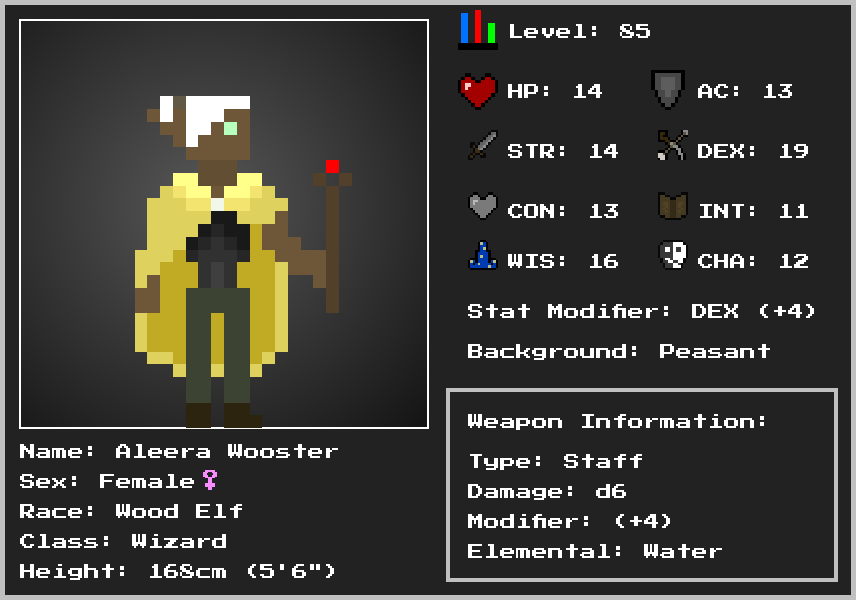 Level: 85
HP: 14 AC: 13
STR: 14 DEX: 19
CON: 13 INT: 11
WIS: 16 CHA: 12
Stat Modifier: DEX (+4)
Background: Peasant
Weapon Information:
Type: Staff
Damage: d6
Modifier: (+4)
Elemental: Water
Name: Aleera Wooster
Sex: Female♀
Race: Wood Elf
Class: Wizard
Height: 168cm (5'6")